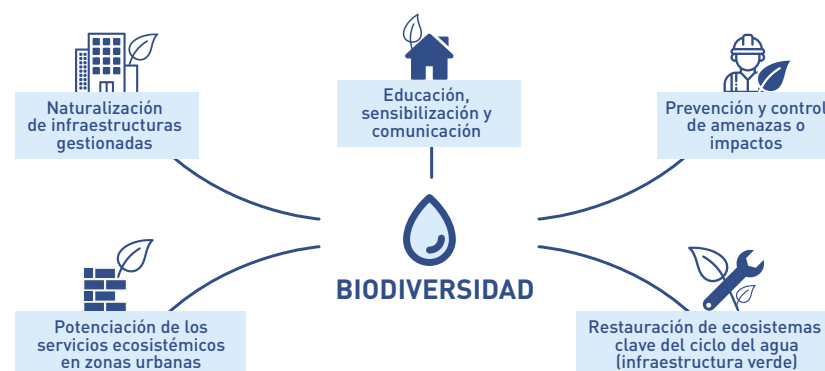 Naturalización
de infraestructuras
gestionadas
Educación,
sensibilización y
comunicación
Prevención y control
de amenazas o
impactos
BIODIVERSIDAD
Potenciación de los
servicios ecosistémicos
en zonas urbanas
Restauración de ecosistemas
clave del ciclo del agua
(infraestructura verde)